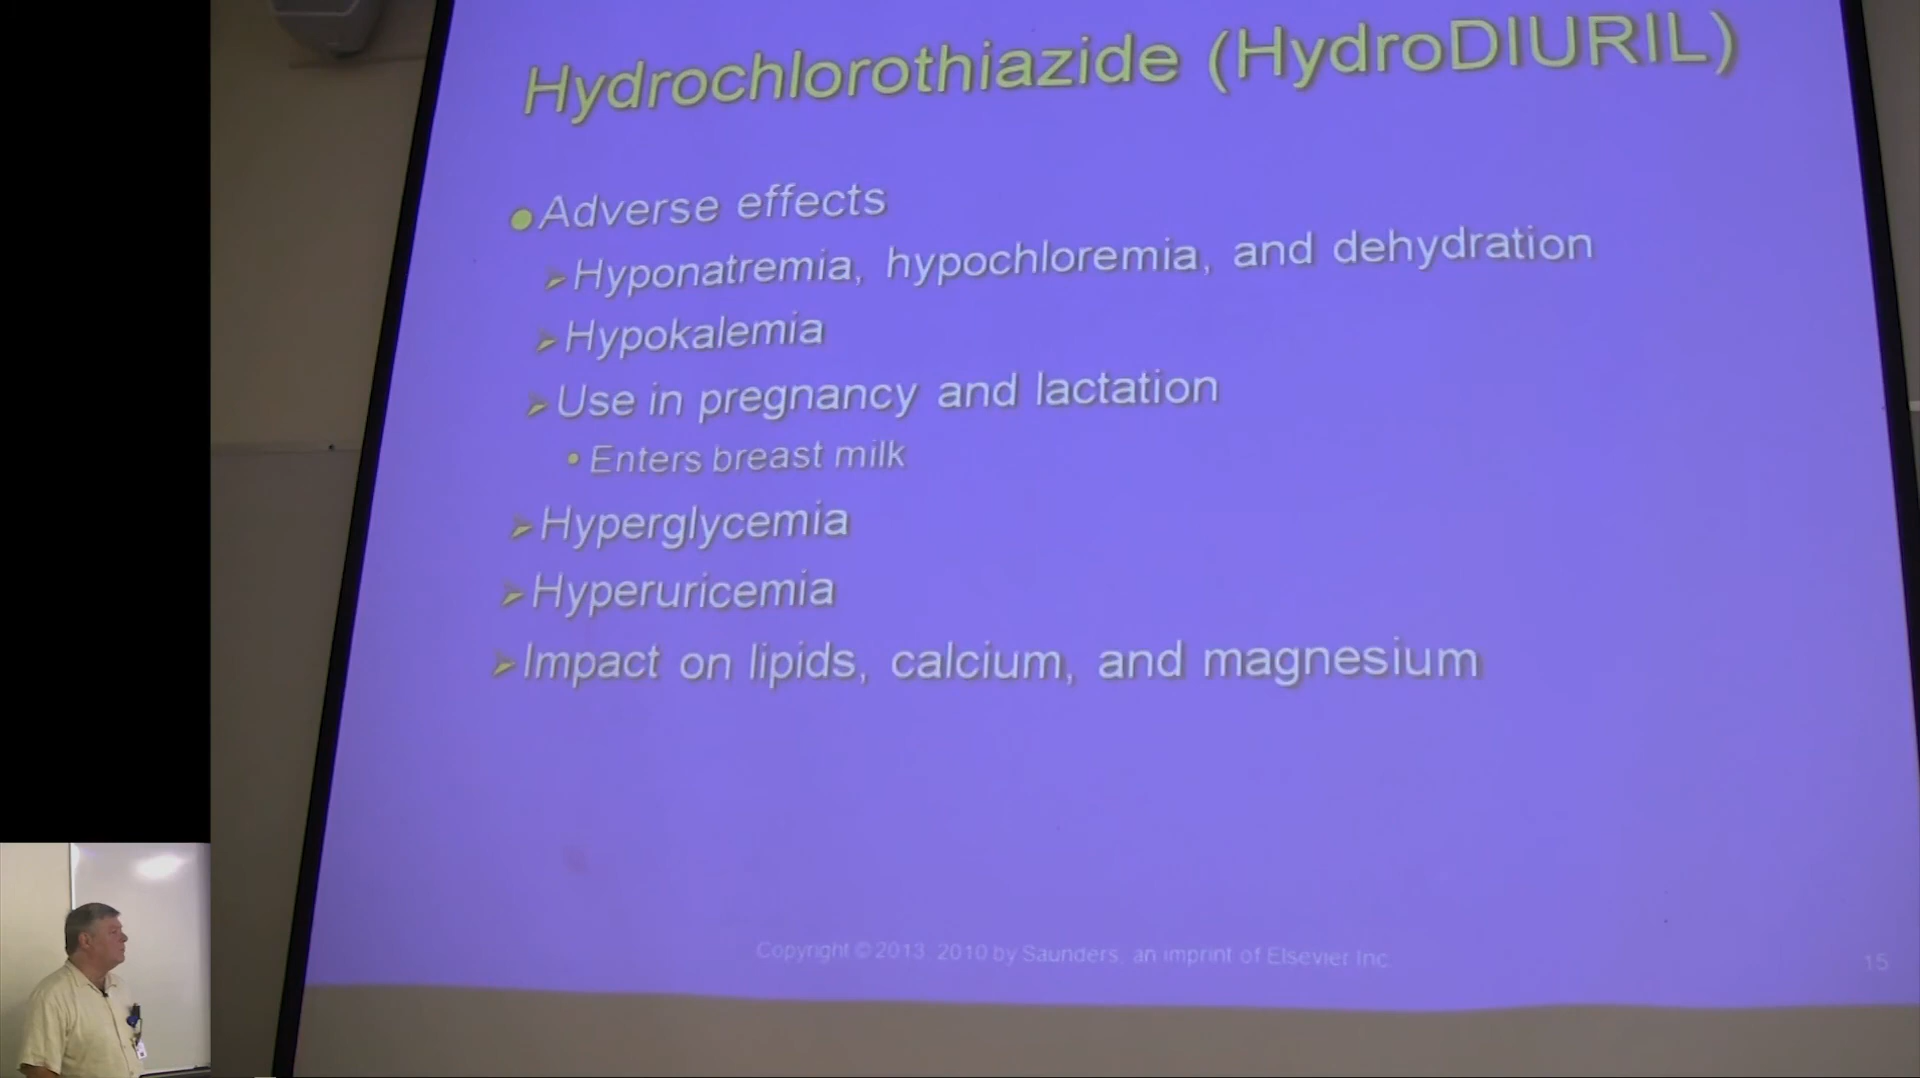 Hydrochlorothiazide (HydroDIURIL)
Adverse effects
Hyponatremia, hypochloremia, and dehydration
Hypokalemia
Use in pregnancy and lactation
Enters breast milk
Hyperglycemia
Hyperuricemia
Impact on lipids, calcium, and magnesium
Copyright © 2013, 2010 by Saunders, an imprint of Elsevier Inc.
15